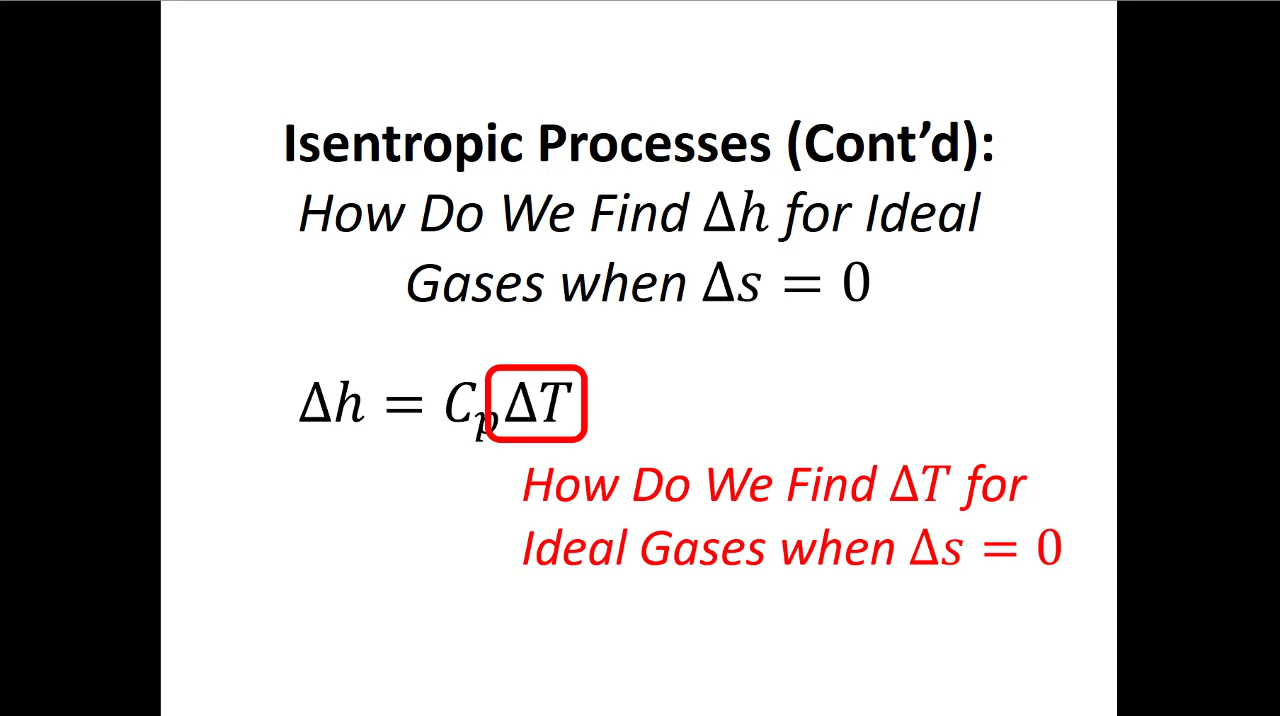 Isentropic Processes (Cont’d):
How Do We Find Δℎ for Ideal
Gases when Δ𝑠 = 0
Δℎ = 𝐶ₚΔ𝑇
How Do We Find Δ𝑇 for
Ideal Gases when Δ𝑠 = 0